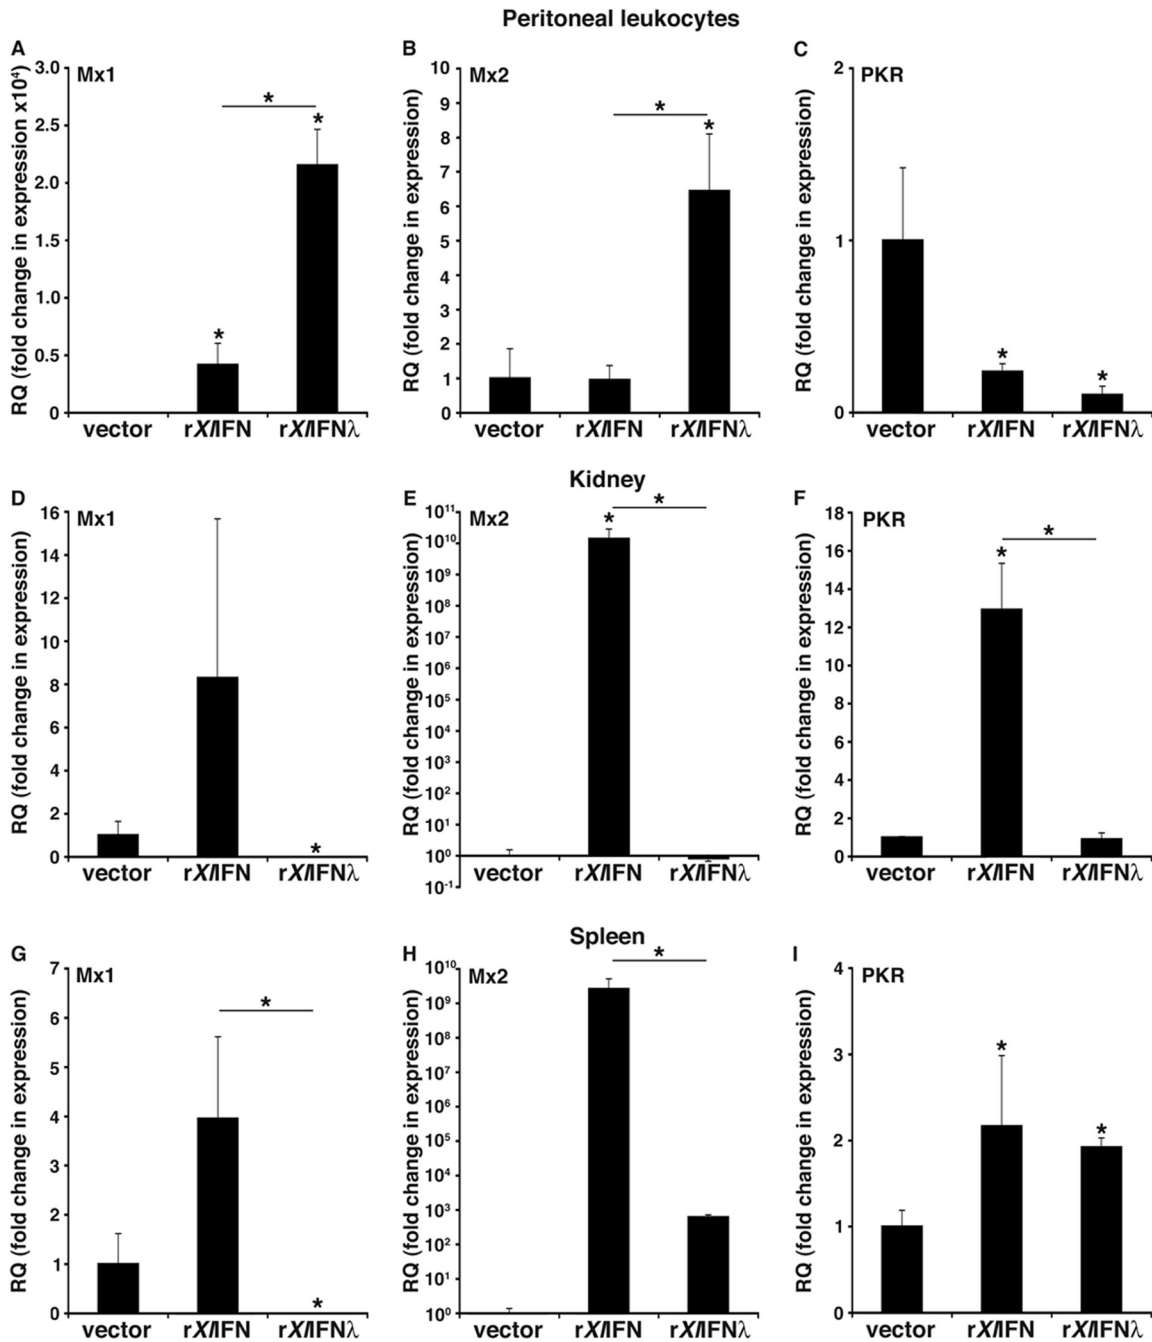 Peritoneal leukocytes
A
Mx1
RQ (fold change in expression x10⁴)
3.0
2.5
2.0
1.5
1.0
0.5
0
*
*
*
vector
rXlIFN
rXlIFNλ
B
Mx2
RQ (fold change in expression)
10
9
8
7
6
5
4
3
2
1
0
*
*
vector
rXlIFN
rXlIFNλ
C
PKR
RQ (fold change in expression)
2
1
0
*
*
vector
rXlIFN
rXlIFNλ
Kidney
D
Mx1
RQ (fold change in expression)
16
14
12
10
8
6
4
2
0
*
vector
rXlIFN
rXlIFNλ
E
Mx2
RQ (fold change in expression)
10¹¹
10¹⁰
10⁹
10⁸
10⁷
10⁶
10⁵
10⁴
10³
10²
10¹
10⁰
10⁻¹
*
*
vector
rXlIFN
rXlIFNλ
F
PKR
RQ (fold change in expression)
18
16
14
12
10
8
6
4
2
0
*
*
vector
rXlIFN
rXlIFNλ
Spleen
G
Mx1
RQ (fold change in expression)
7
6
5
4
3
2
1
0
*
*
vector
rXlIFN
rXlIFNλ
H
Mx2
RQ (fold change in expression)
10¹⁰
10⁹
10⁸
10⁷
10⁶
10⁵
10⁴
10³
10²
10¹
10⁰
*
vector
rXlIFN
rXlIFNλ
I
PKR
RQ (fold change in expression)
4
3
2
1
0
*
*
vector
rXlIFN
rXlIFNλ